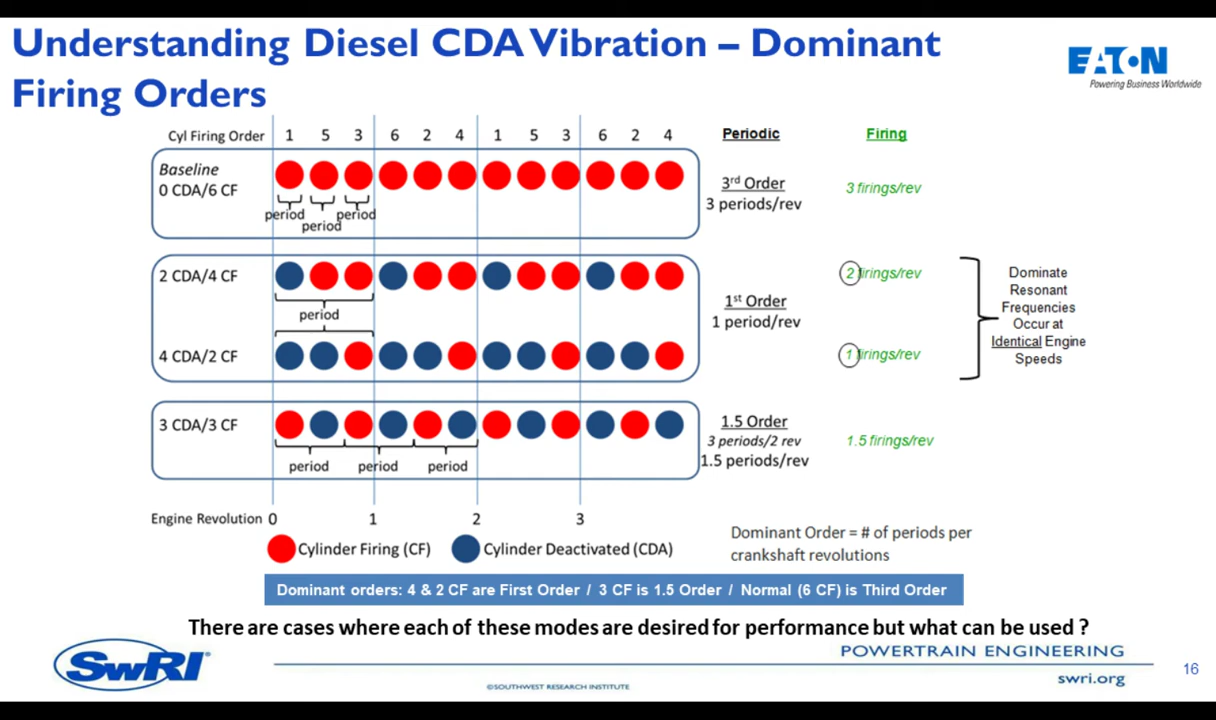 Understanding Diesel CDA Vibration – Dominant
Firing Orders
EATON
Powering Business Worldwide
Cyl Firing Order 1 5 3 6 2 4 1 5 3 6 2 4
Periodic
Firing
Baseline
0 CDA/6 CF
period
period
period
3rd Order
3 periods/rev
3 firings/rev
2 CDA/4 CF
period
4 CDA/2 CF
1st Order
1 period/rev
2 firings/rev
1 firings/rev
Dominate
Resonant
Frequencies
Occur at
Identical Engine
Speeds
3 CDA/3 CF
period period period
1.5 Order
3 periods/2 rev
1.5 periods/rev
1.5 firings/rev
Engine Revolution 0 1 2 3
Cylinder Firing (CF) Cylinder Deactivated (CDA)
Dominant Order = # of periods per
crankshaft revolutions
Dominant orders: 4 & 2 CF are First Order / 3 CF is 1.5 Order / Normal (6 CF) is Third Order
There are cases where each of these modes are desired for performance but what can be used ?
SwRI®
POWERTRAIN ENGINEERING
©SOUTHWEST RESEARCH INSTITUTE
swri.org
16